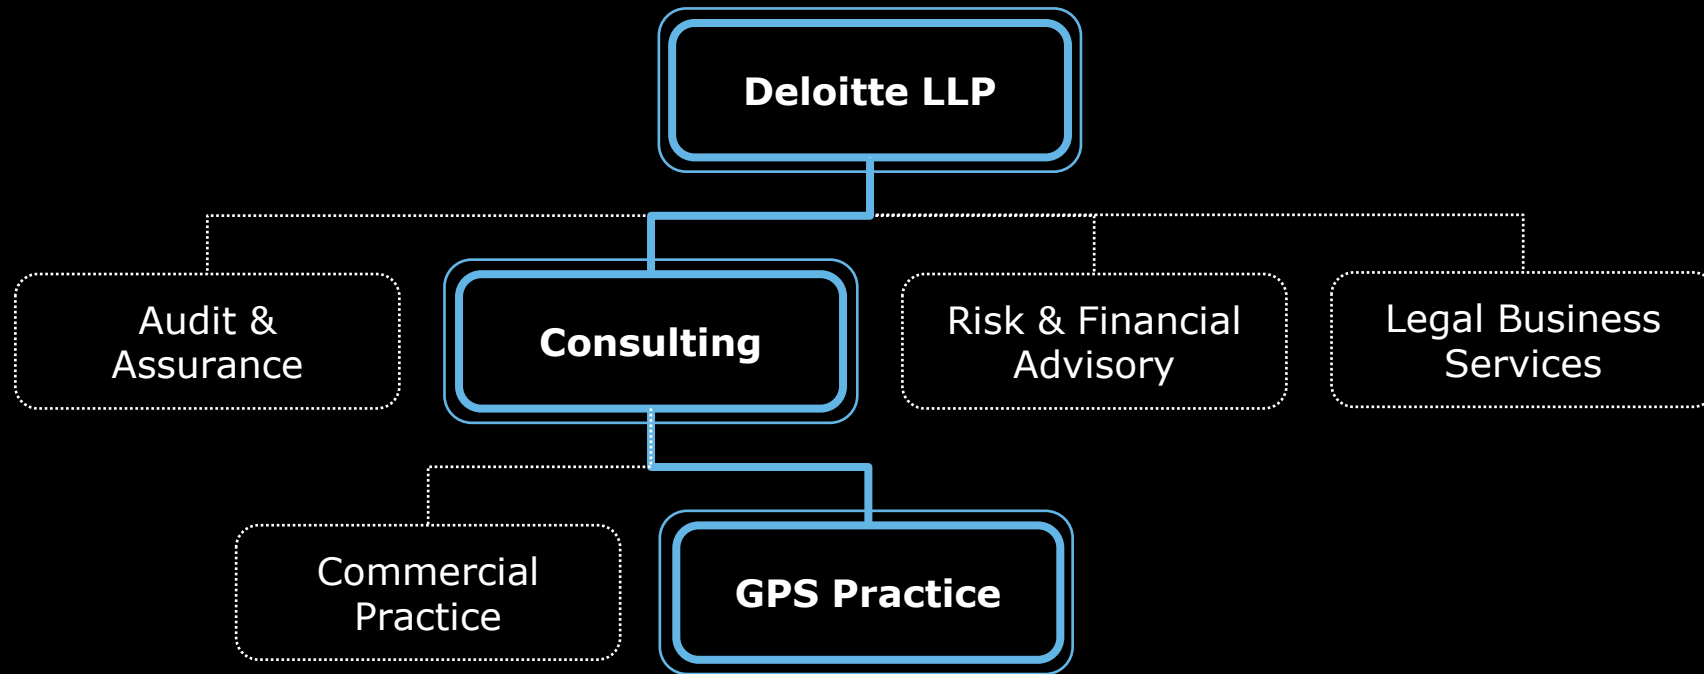 Deloitte LLP
Audit &
Assurance
Consulting
Risk & Financial
Advisory
Legal Business
Services
Commercial
Practice
GPS Practice